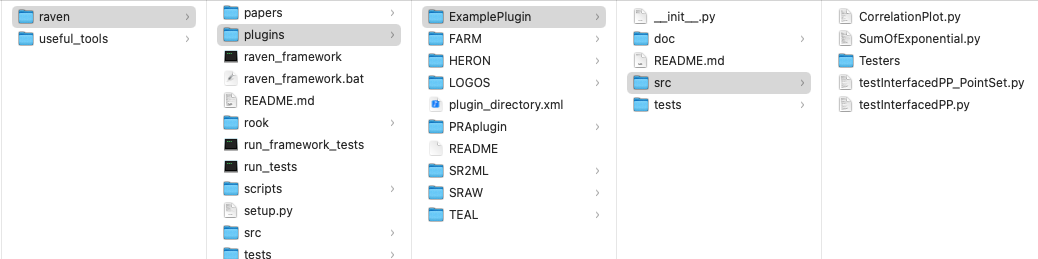 raven
useful_tools
papers
plugins
raven_framework
raven_framework.bat
README.md
rook
run_framework_tests
run_tests
scripts
setup.py
src
tests
ExamplePlugin
FARM
HERON
LOGOS
plugin_directory.xml
PRAplugin
README
SR2ML
SRAW
TEAL
__init__.py
doc
README.md
src
tests
CorrelationPlot.py
SumOfExponential.py
Testers
testInterfacedPP_PointSet.py
testInterfacedPP.py